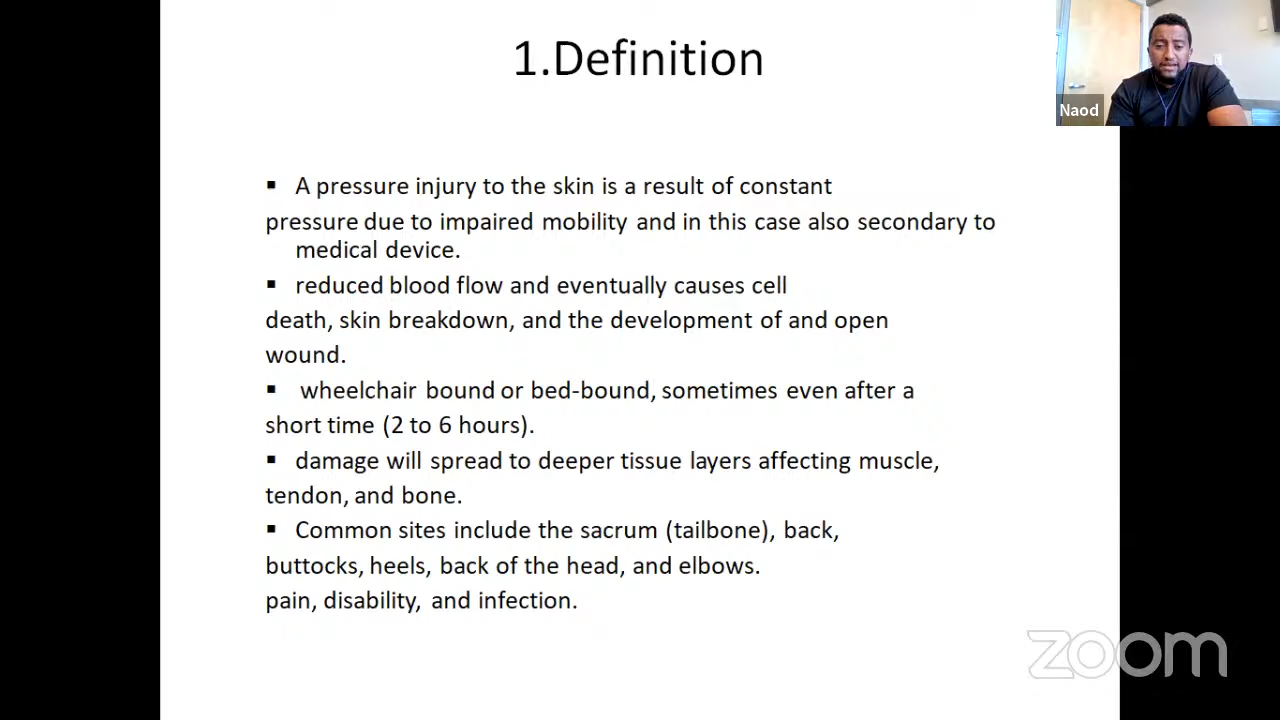 1.Definition
Naod
▪ A pressure injury to the skin is a result of constant
pressure due to impaired mobility and in this case also secondary to
medical device.
▪ reduced blood flow and eventually causes cell
death, skin breakdown, and the development of and open
wound.
▪ wheelchair bound or bed-bound, sometimes even after a
short time (2 to 6 hours).
▪ damage will spread to deeper tissue layers affecting muscle,
tendon, and bone.
▪ Common sites include the sacrum (tailbone), back,
buttocks, heels, back of the head, and elbows.
pain, disability, and infection.
zoom